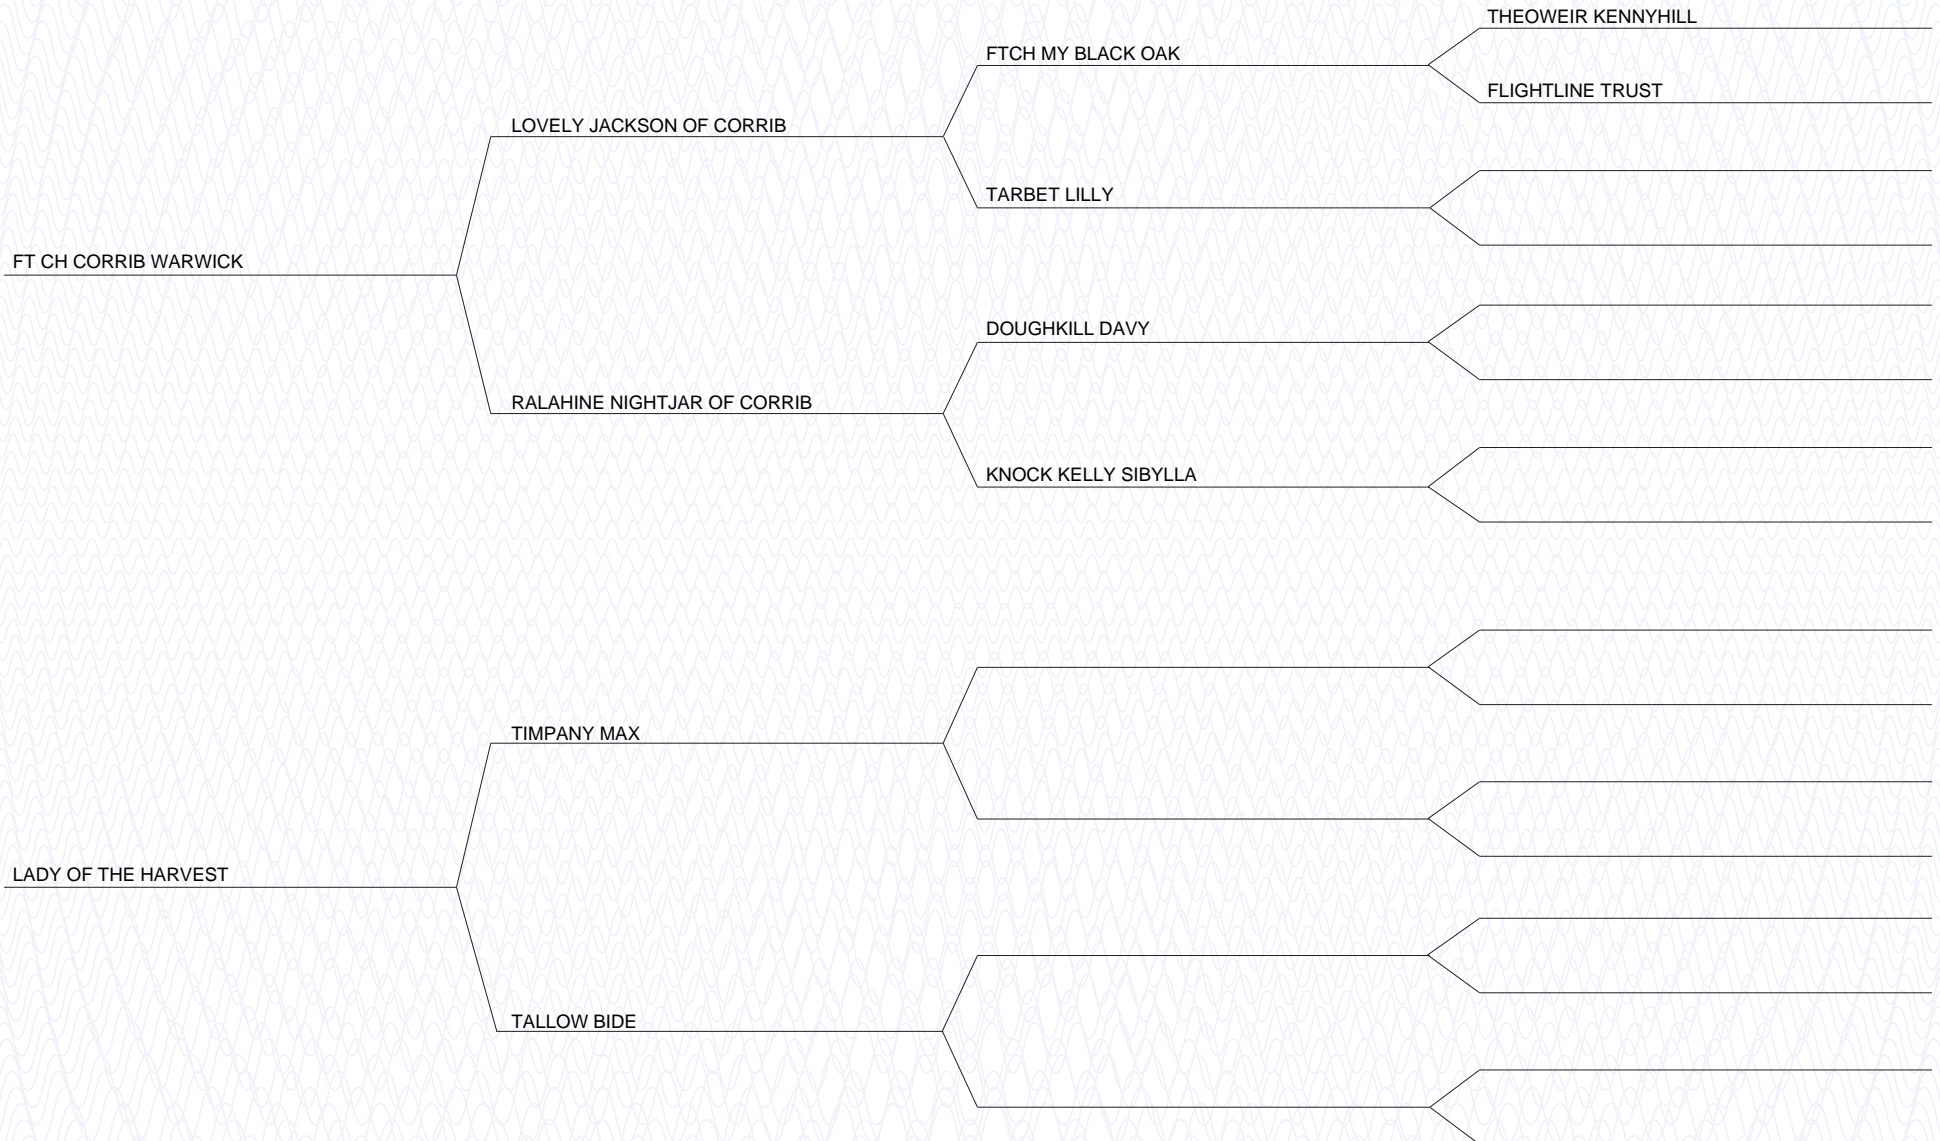 THEOWEIR KENNYHILL
FTCH MY BLACK OAK
FLIGHTLINE TRUST
LOVELY JACKSON OF CORRIB
TARBET LILLY
FT CH CORRIB WARWICK
DOUGHKILL DAVY
RALAHINE NIGHTJAR OF CORRIB
KNOCK KELLY SIBYLLA
TIMPANY MAX
LADY OF THE HARVEST
TALLOW BIDE